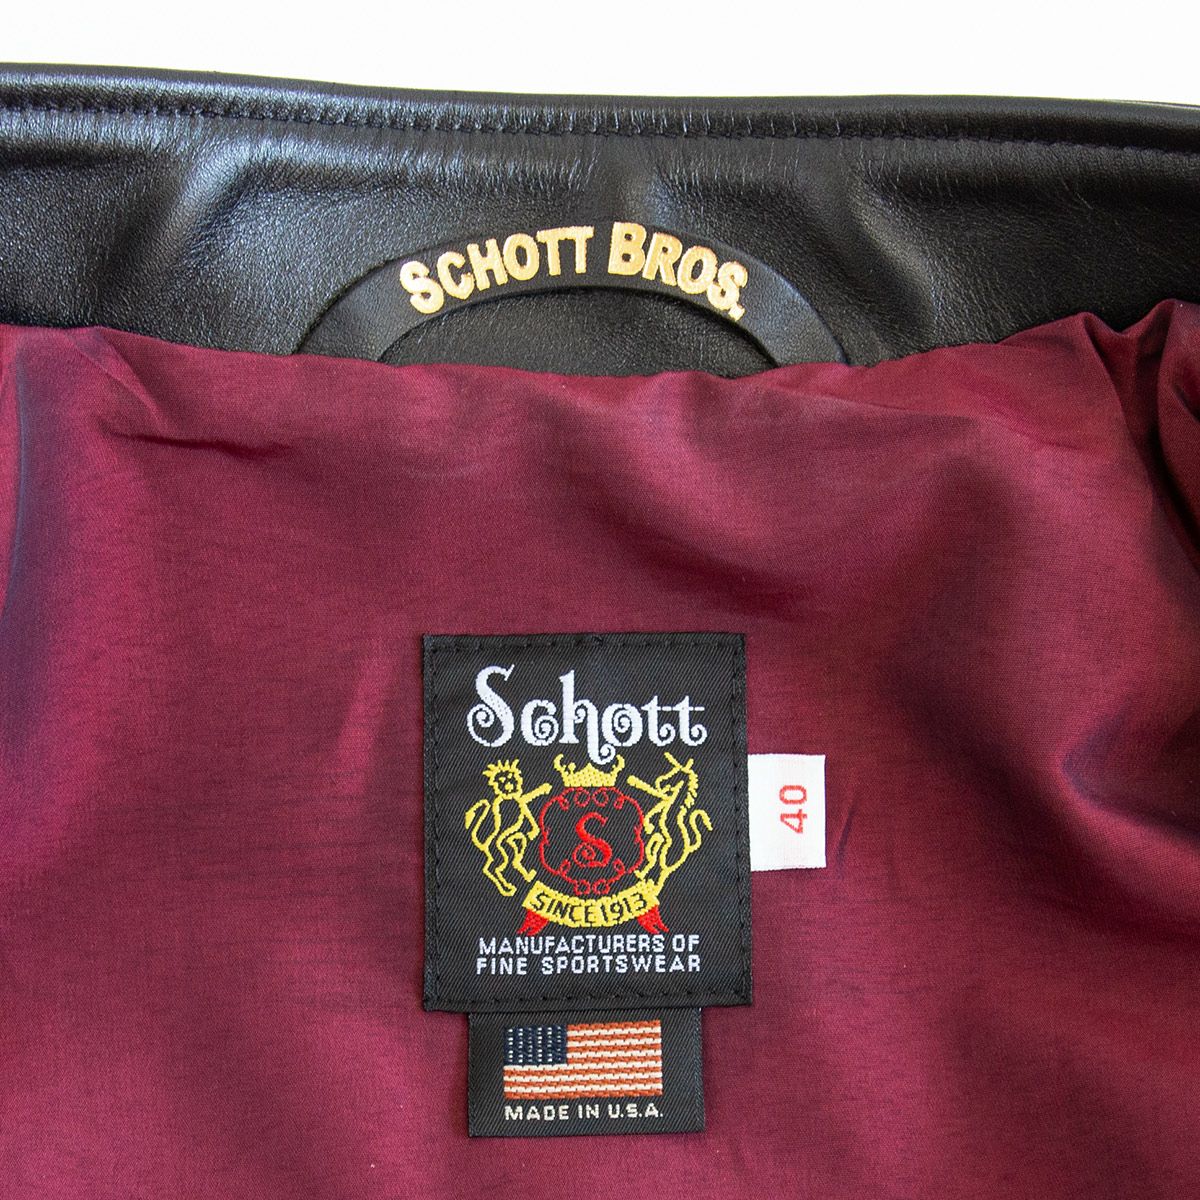 SCHOTT BROS.
Schott
S
SINCE 1913
MANUFACTURERS OF
FINE SPORTSWEAR
40
MADE IN U.S.A.